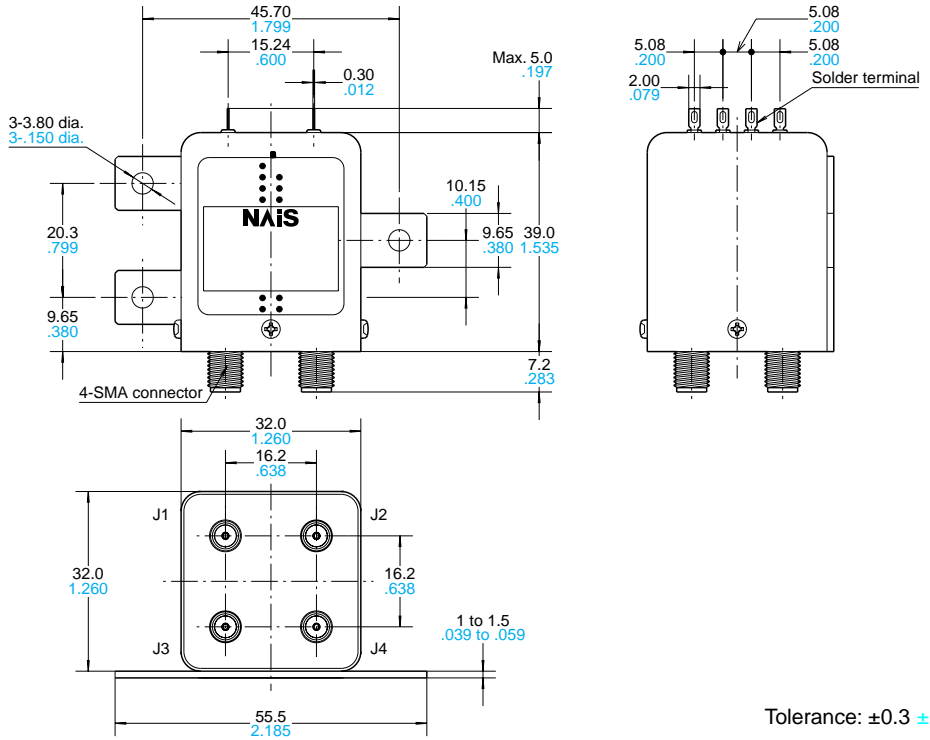 45.70
1.799
15.24
.600
0.30
.012
Max. 5.0
.197
3-3.80 dia.
3-.150 dia.
10.15
.400
NAiS
20.3
.799
9.65
.380
39.0
1.535
9.65
.380
7.2
.283
4-SMA connector
5.08
.200
5.08
.200
5.08
.200
2.00
.079
Solder terminal
32.0
1.260
16.2
.638
J1
J2
32.0
1.260
16.2
.638
J3
J4
1 to 1.5
.039 to .059
55.5
2.185
Tolerance: ±0.3 ±